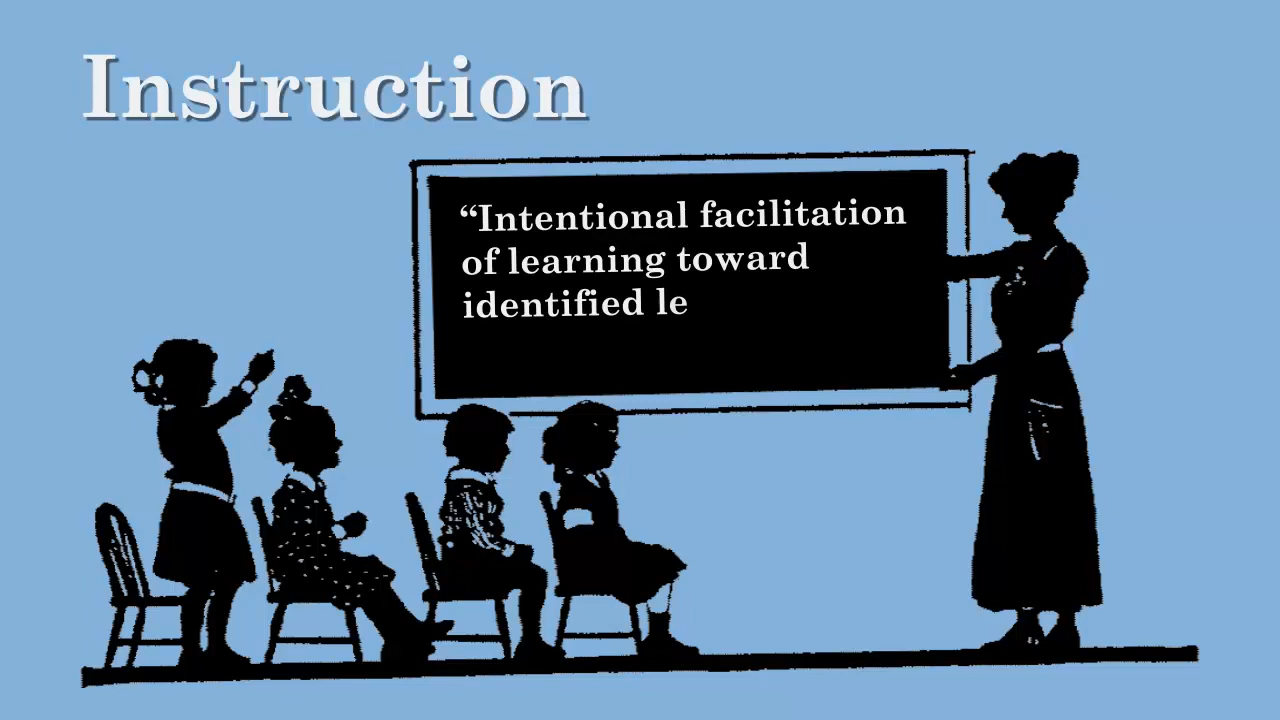 Instruction
“Intentional facilitation
of learning toward
identified le